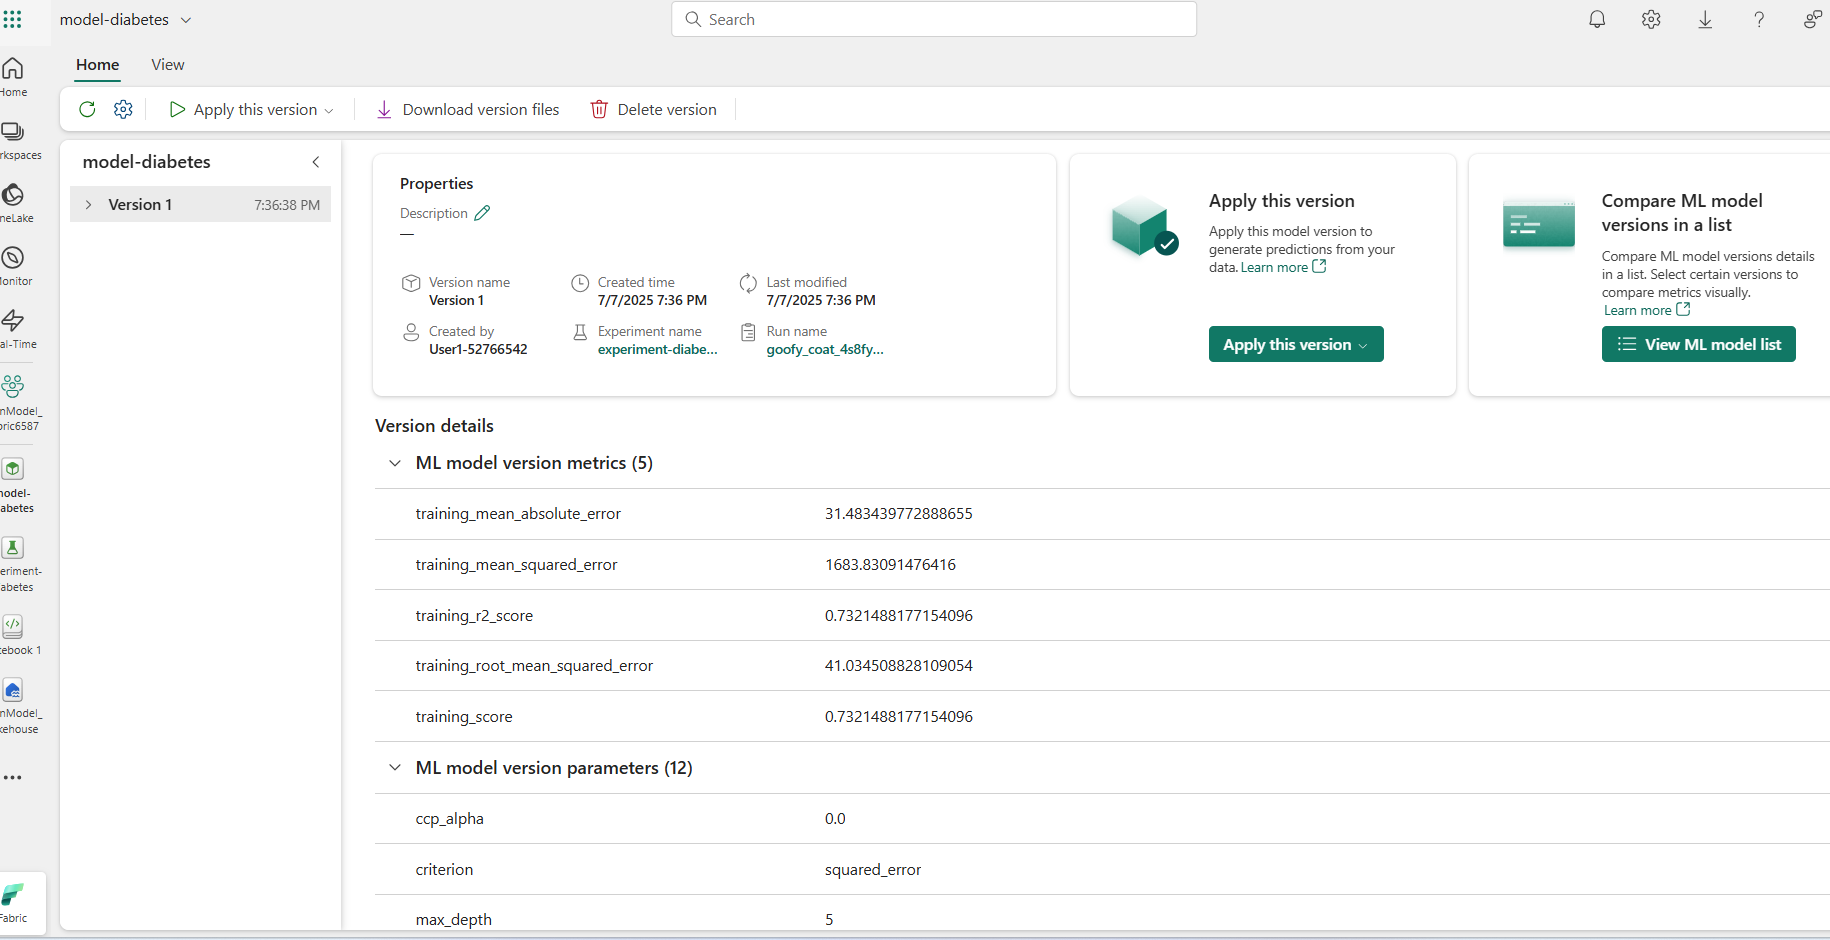 model-diabetes
Search
Home
View
Apply this version
Download version files
Delete version
Home
rkspaces
neLake
onitor
al-Time
nModel_
ric6587
odel-
abetes
eriment-
abetes
ebook 1
nModel_
kehouse
Fabric
model-diabetes
Version 1 7:36:38 PM
Properties
Description
—
Version name
Version 1
Created time
7/7/2025 7:36 PM
Last modified
7/7/2025 7:36 PM
Created by
User1-52766542
Experiment name
experiment-diabe...
Run name
goofy_coat_4s8fy...
Apply this version
Apply this model version to
generate predictions from your
data. Learn more
Apply this version
Compare ML model
versions in a list
Compare ML model versions details
in a list. Select certain versions to
compare metrics visually.
Learn more
View ML model list
Version details
ML model version metrics (5)
training_mean_absolute_error 31.483439772888655
training_mean_squared_error 1683.83091476416
training_r2_score 0.7321488177154096
training_root_mean_squared_error 41.034508828109054
training_score 0.7321488177154096
ML model version parameters (12)
ccp_alpha 0.0
criterion squared_error
max_depth 5